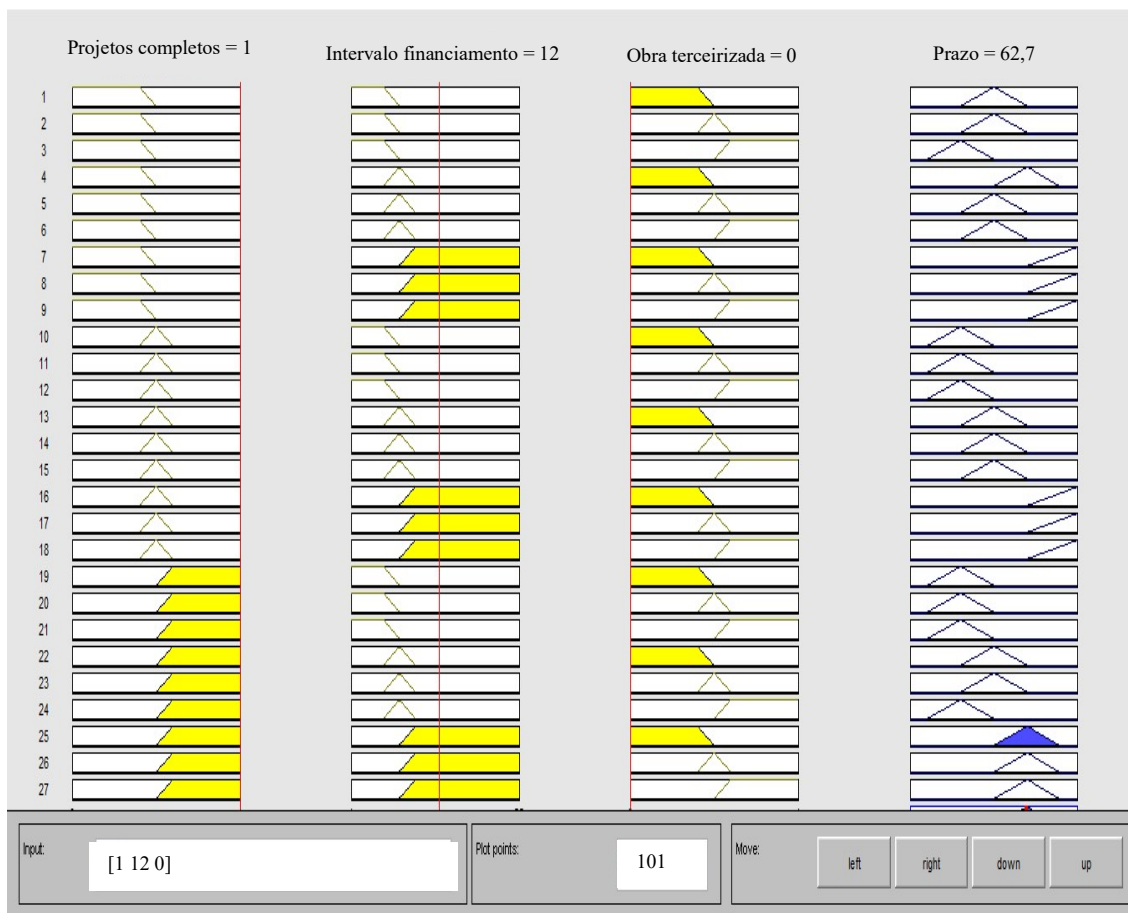 Projetos completos = 1
Intervalo financiamento = 12
Obra terceirizada = 0
Prazo = 62,7
1
2
3
4
5
6
7
8
9
10
11
12
13
14
15
16
17
18
19
20
21
22
23
24
25
26
27
Input:
[1 12 0]
Plot points:
101
Move:
left
right
down
up